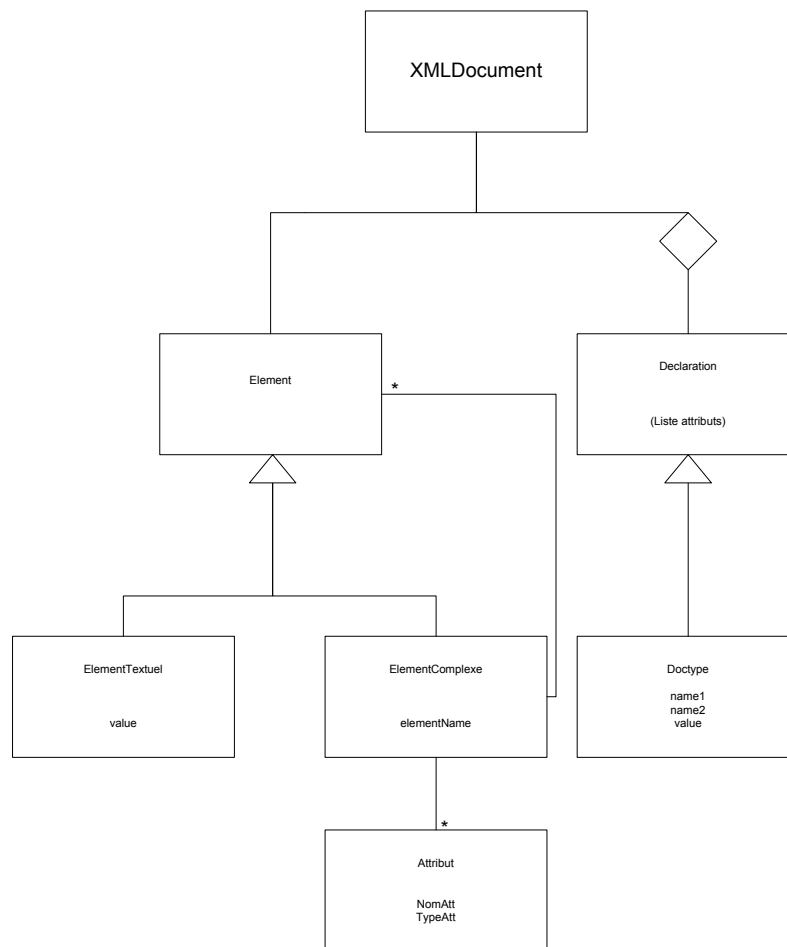 XMLDocument
Element
*
Declaration
(Liste attributs)
ElementTextuel
value
ElementComplexe
elementName
Doctype
name1
name2
value
*
Attribut
NomAtt
TypeAtt